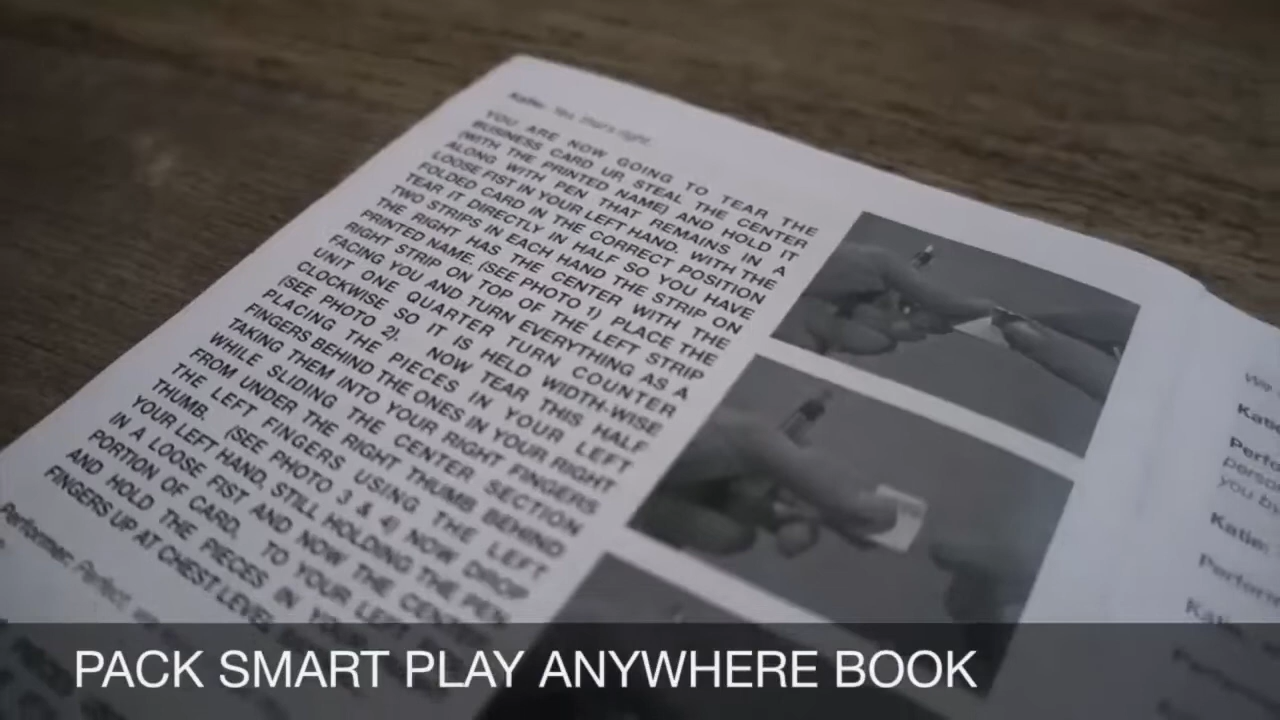 Katie: Yes, that's right.
YOU ARE NOW GOING TO TEAR THE
BUSINESS CARD UP. STEAL THE CENTER
(WITH THE PRINTED NAME) AND HOLD IT
ALONG WITH PEN THAT REMAINS IN A
LOOSE FIST IN YOUR LEFT HAND. WITH THE
FOLDED CARD IN THE CORRECT POSITION
TEAR IT DIRECTLY IN HALF SO YOU HAVE
TWO STRIPS IN EACH HAND THE STRIP ON
THE RIGHT HAS THE CENTER WITH THE
PRINTED NAME. (SEE PHOTO 1) PLACE THE
RIGHT STRIP ON TOP OF THE LEFT STRIP
FACING YOU AND TURN EVERYTHING AS A
UNIT ONE QUARTER TURN COUNTER
CLOCKWISE SO IT IS HELD WIDTH-WISE
(SEE PHOTO 2). NOW TEAR THIS HALF
PLACING THE PIECES IN YOUR LEFT
FINGERS BEHIND THE ONES IN YOUR RIGHT
TAKING THEM INTO YOUR RIGHT FINGERS
WHILE SLIDING THE CENTER SECTION
FROM UNDER THE RIGHT THUMB BEHIND
THE LEFT FINGERS USING THE LEFT
THUMB. (SEE PHOTO 3 & 4) NOW DROP
YOUR LEFT HAND, STILL HOLDING THE PEN
IN A LOOSE FIST AND NOW THE CENTER
PORTION OF CARD, TO YOUR LEFT
AND HOLD THE PIECES IN YOUR
FINGERS UP AT CHEST LEVEL
Performer: Perfect,
Katie:
Perfo
perso
you b
Katie:
Perform
Katie:
PACK SMART PLAY ANYWHERE BOOK